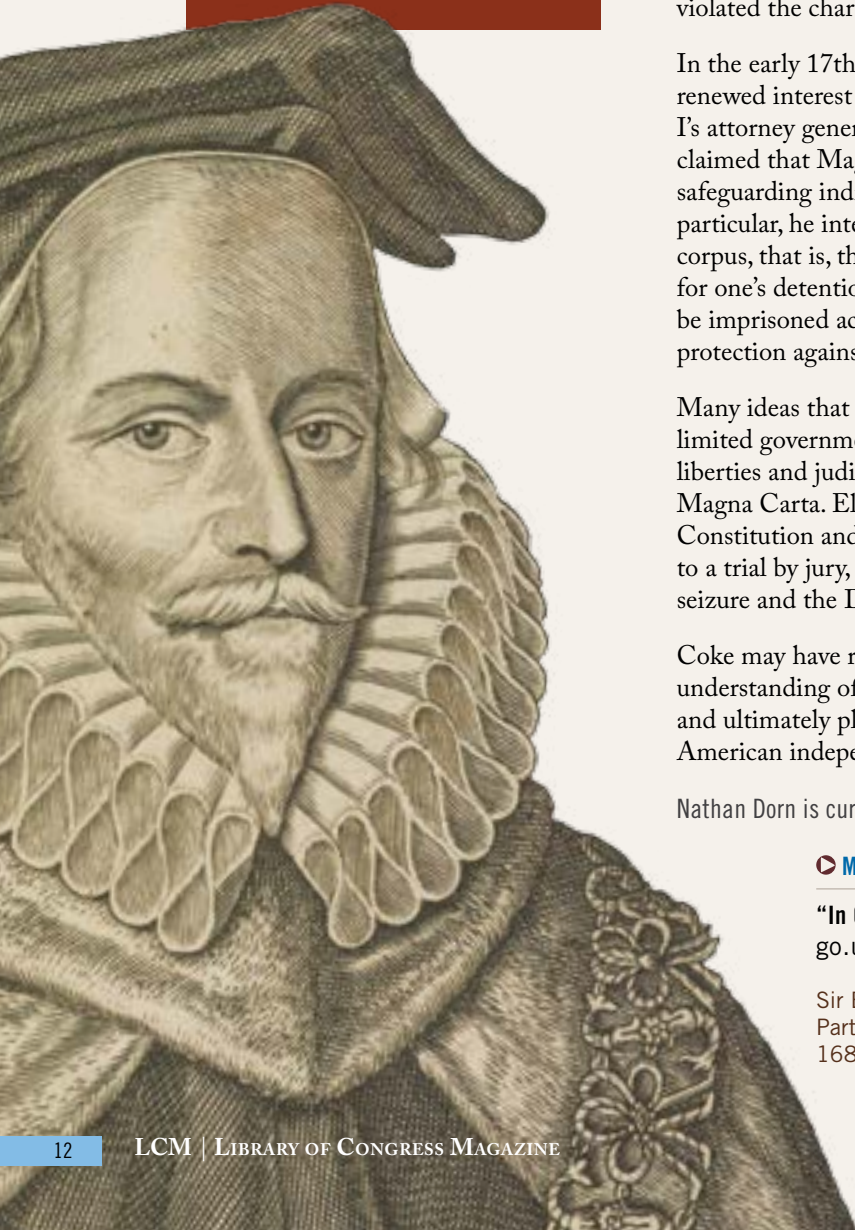 violated the char
In the early 17th
renewed interest
I’s attorney gener
claimed that Mag
safeguarding indi
particular, he inte
corpus, that is, th
for one’s detentio
be imprisoned ac
protection agains
Many ideas that
limited governme
liberties and judi
Magna Carta. El
Constitution and
to a trial by jury,
seizure and the D
Coke may have r
understanding of
and ultimately pl
American indepe
Nathan Dorn is cur
M
“In
go.u
Sir E
Part
168
12 LCM | Library of Congress Magazine